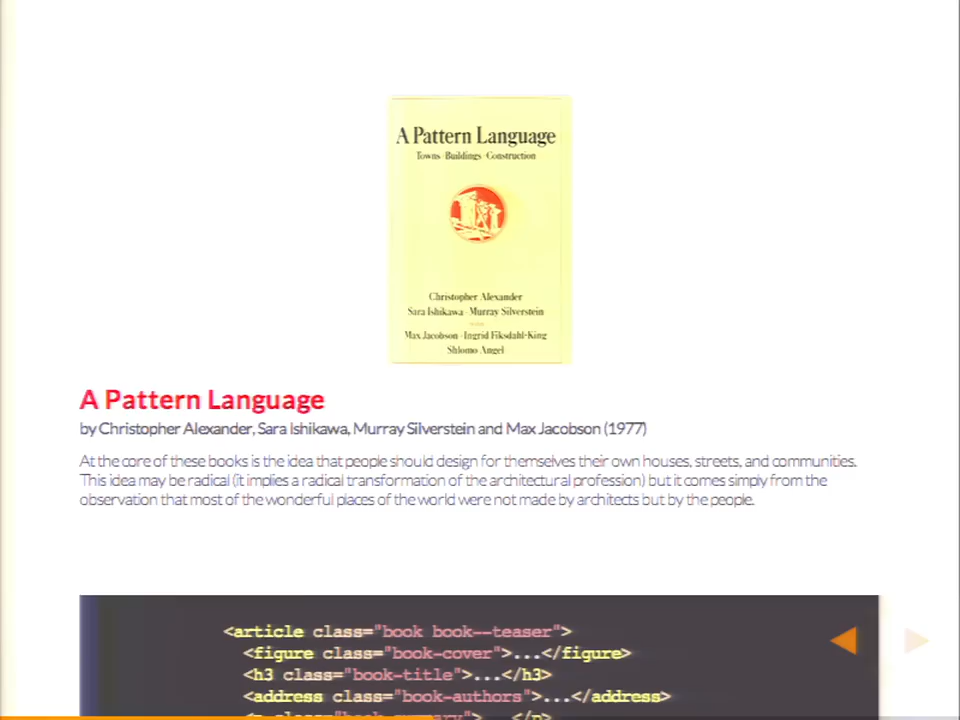 A Pattern Language
Towns · Buildings · Construction
Christopher Alexander
Sara Ishikawa · Murray Silverstein
Max Jacobson · Ingrid Fiksdahl-King
Shlomo Angel
A Pattern Language
by Christopher Alexander, Sara Ishikawa, Murray Silverstein and Max Jacobson (1977)
At the core of these books is the idea that people should design for themselves their own houses, streets, and communities.
This idea may be radical (it implies a radical transformation of the architectural profession) but it comes simply from the
observation that most of the wonderful places of the world were not made by architects but by the people.
<article class="book book--teaser">
<figure class="book-cover">...</figure>
<h3 class="book-title">...</h3>
<address class="book-authors">...</address>
<p class="book-summary">...</p>